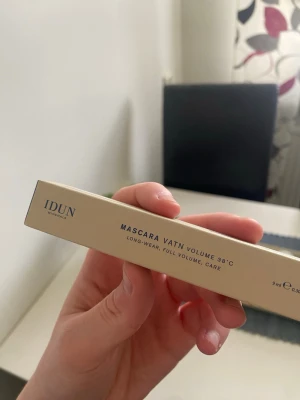 IDUN
MASCARA VATN VOLUME 38°C
LONG-WEAR, FULL VOLUME, CARE
℮